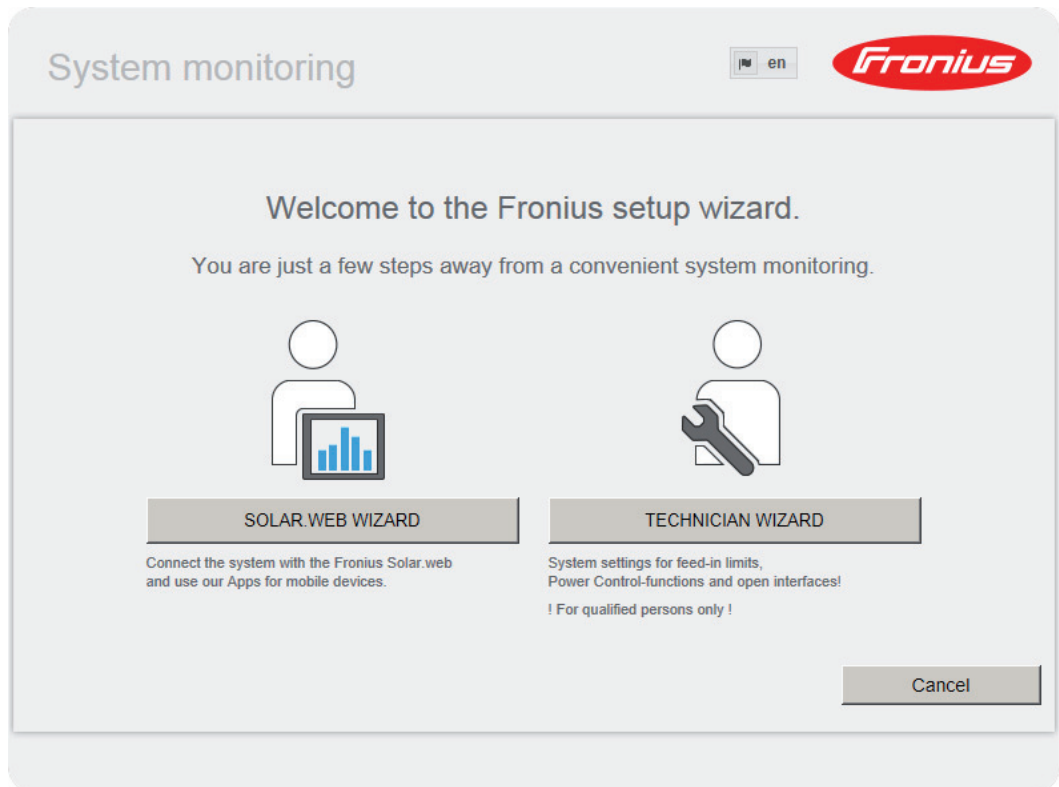 System monitoring
en
Fronius
Welcome to the Fronius setup wizard.
You are just a few steps away from a convenient system monitoring.
SOLAR.WEB WIZARD
Connect the system with the Fronius Solar.web
and use our Apps for mobile devices.
TECHNICIAN WIZARD
System settings for feed-in limits,
Power Control-functions and open interfaces!
! For qualified persons only !
Cancel